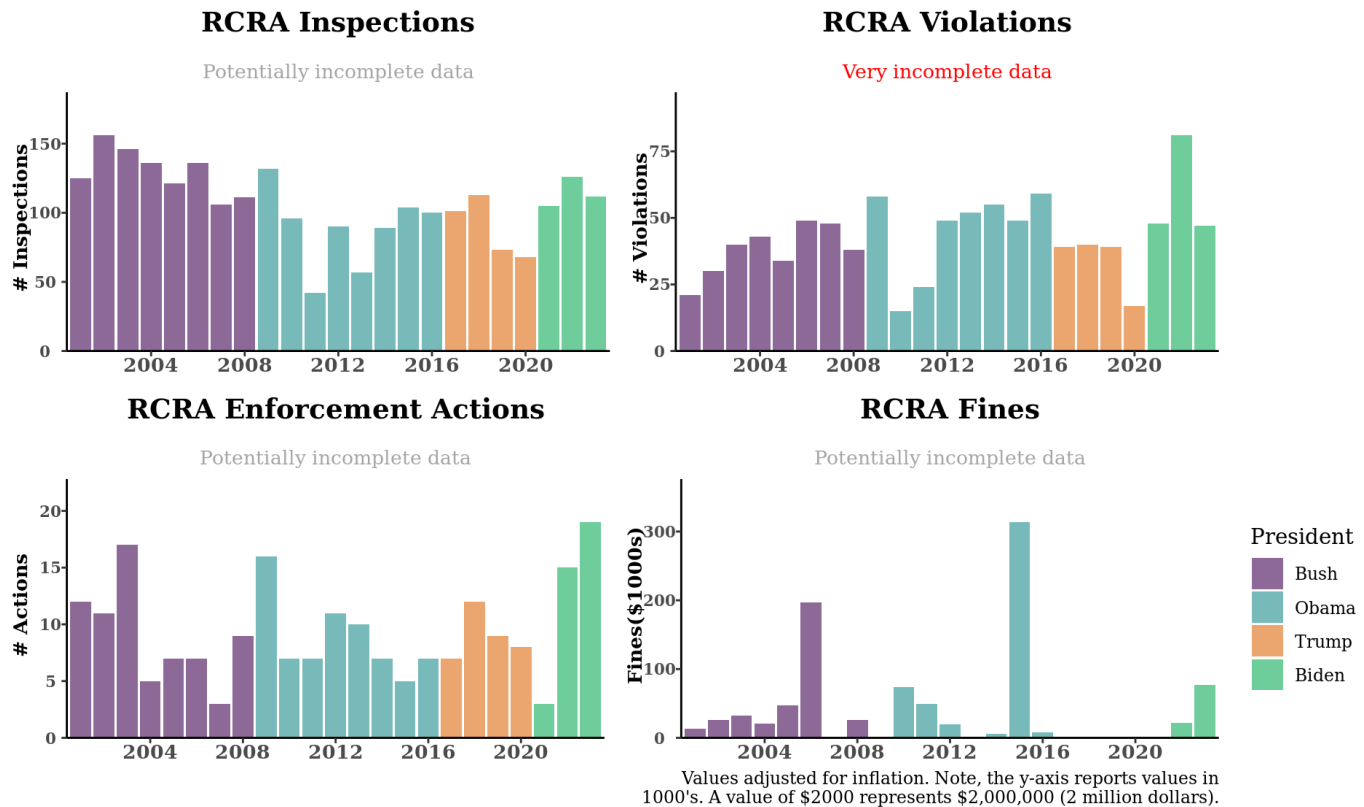 RCRA Inspections
Potentially incomplete data
# Inspections
150
100
50
0
2004 2008 2012 2016 2020
RCRA Violations
Very incomplete data
# Violations
75
50
25
0
2004 2008 2012 2016 2020
RCRA Enforcement Actions
Potentially incomplete data
# Actions
20
15
10
5
0
2004 2008 2012 2016 2020
RCRA Fines
Potentially incomplete data
Fines($1000s)
300
200
100
0
2004 2008 2012 2016 2020
President
Bush
Obama
Trump
Biden
Values adjusted for inflation. Note, the y-axis reports values in
1000's. A value of $2000 represents $2,000,000 (2 million dollars).